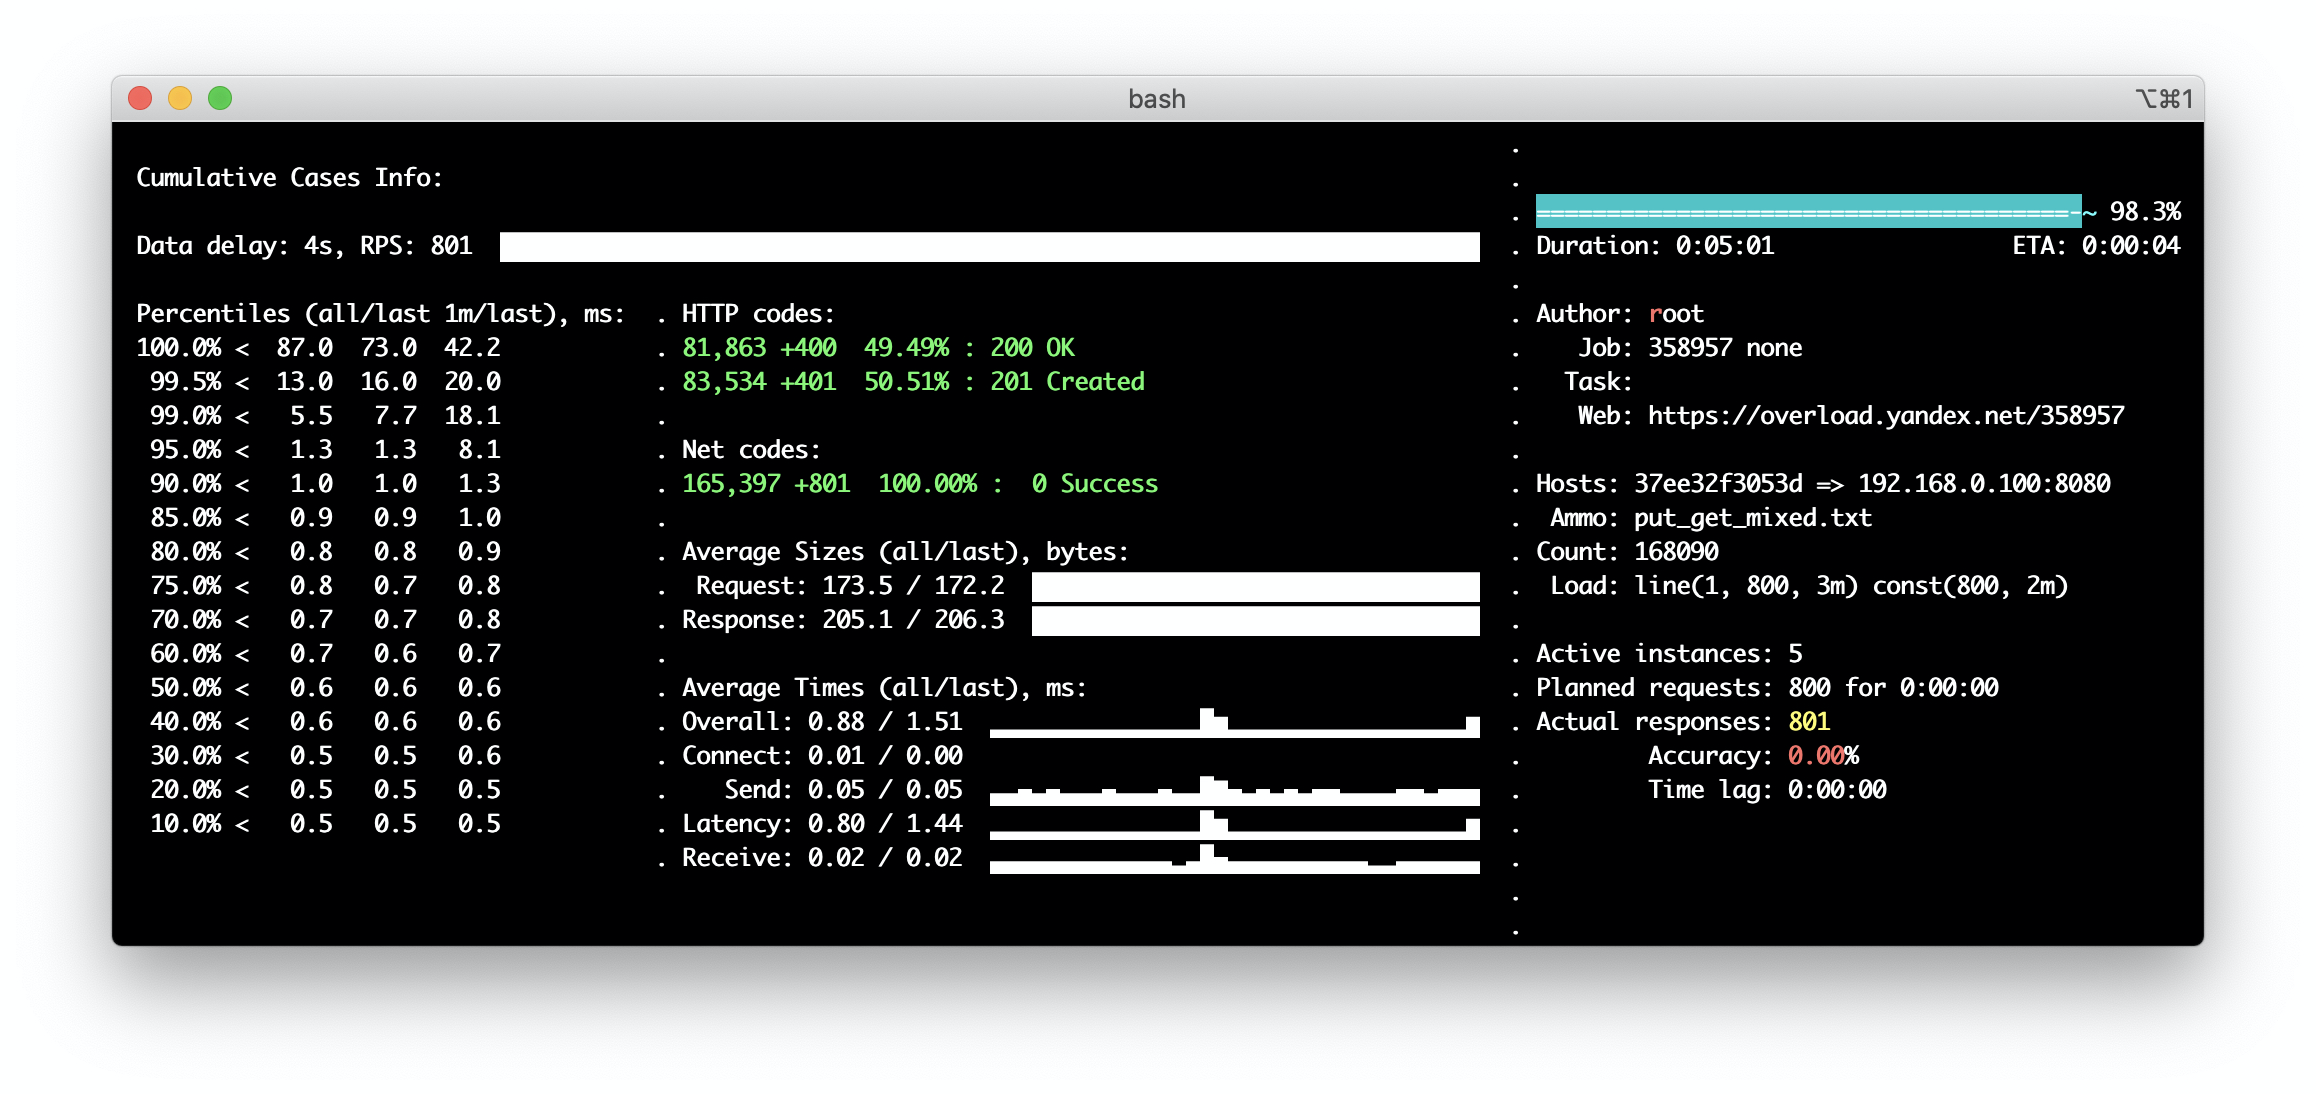 bash
⌥⌘1
Cumulative Cases Info:
Data delay: 4s, RPS: 801
Percentiles (all/last 1m/last), ms:
100.0% < 87.0 73.0 42.2
99.5% < 13.0 16.0 20.0
99.0% < 5.5 7.7 18.1
95.0% < 1.3 1.3 8.1
90.0% < 1.0 1.0 1.3
85.0% < 0.9 0.9 1.0
80.0% < 0.8 0.8 0.9
75.0% < 0.8 0.7 0.8
70.0% < 0.7 0.7 0.8
60.0% < 0.7 0.6 0.7
50.0% < 0.6 0.6 0.6
40.0% < 0.6 0.6 0.6
30.0% < 0.5 0.5 0.6
20.0% < 0.5 0.5 0.5
10.0% < 0.5 0.5 0.5
. HTTP codes:
. 81,863 +400 49.49% : 200 OK
. 83,534 +401 50.51% : 201 Created
.
. Net codes:
. 165,397 +801 100.00% : 0 Success
.
. Average Sizes (all/last), bytes:
. Request: 173.5 / 172.2
. Response: 205.1 / 206.3
.
. Average Times (all/last), ms:
. Overall: 0.88 / 1.51
. Connect: 0.01 / 0.00
. Send: 0.05 / 0.05
. Latency: 0.80 / 1.44
. Receive: 0.02 / 0.02
.
.
. ======================================-~ 98.3%
. Duration: 0:05:01 ETA: 0:00:04
.
. Author: root
. Job: 358957 none
. Task:
. Web: https://overload.yandex.net/358957
.
. Hosts: 37ee32f3053d => 192.168.0.100:8080
. Ammo: put_get_mixed.txt
. Count: 168090
. Load: line(1, 800, 3m) const(800, 2m)
.
. Active instances: 5
. Planned requests: 800 for 0:00:00
. Actual responses: 801
. Accuracy: 0.00%
. Time lag: 0:00:00
.
.
.
.